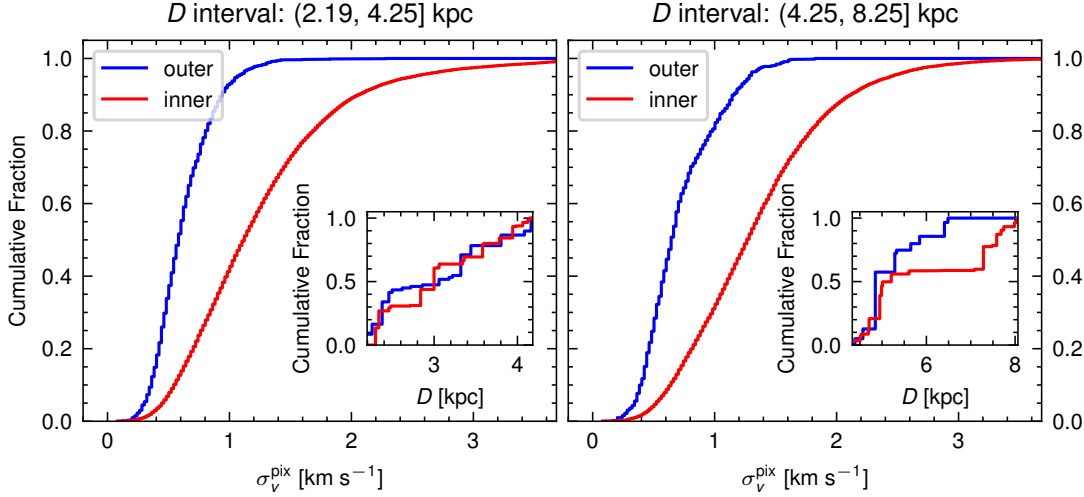 D interval: (2.19, 4.25] kpc
D interval: (4.25, 8.25] kpc
Cumulative Fraction
1.0
0.8
0.6
0.4
0.2
0.0
outer
inner
Cumulative Fraction
1.0
0.5
0.0
3
4
D [kpc]
0
1
2
3
σ_v^pix [km s⁻¹]
outer
inner
Cumulative Fraction
1.0
0.5
0.0
6
8
D [kpc]
1.0
0.8
0.6
0.4
0.2
0.0
0
1
2
3
σ_v^pix [km s⁻¹]